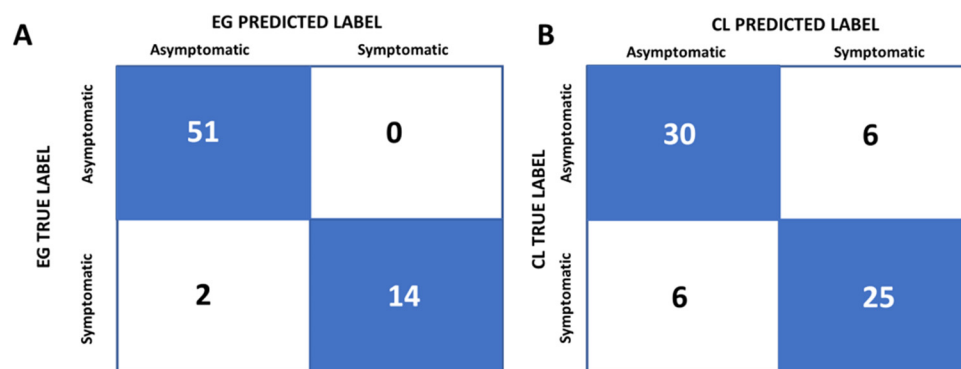 A
EG PREDICTED LABEL
Asymptomatic Symptomatic
EG TRUE LABEL
Asymptomatic
51 0
Symptomatic
2 14
B
CL PREDICTED LABEL
Asymptomatic Symptomatic
CL TRUE LABEL
Asymptomatic
30 6
Symptomatic
6 25